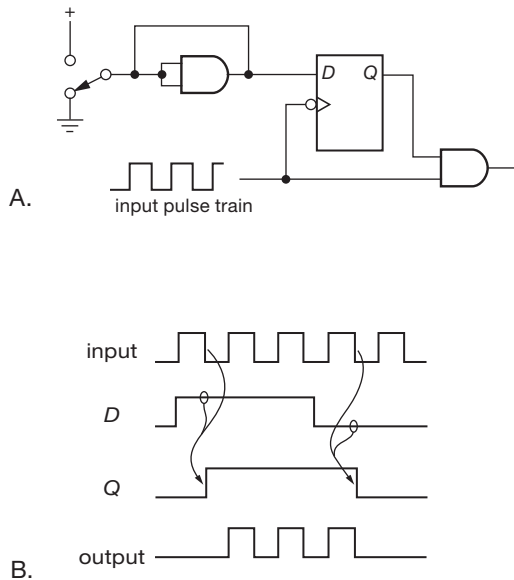 +
D Q
A.
input pulse train
input
D
Q
B.
output